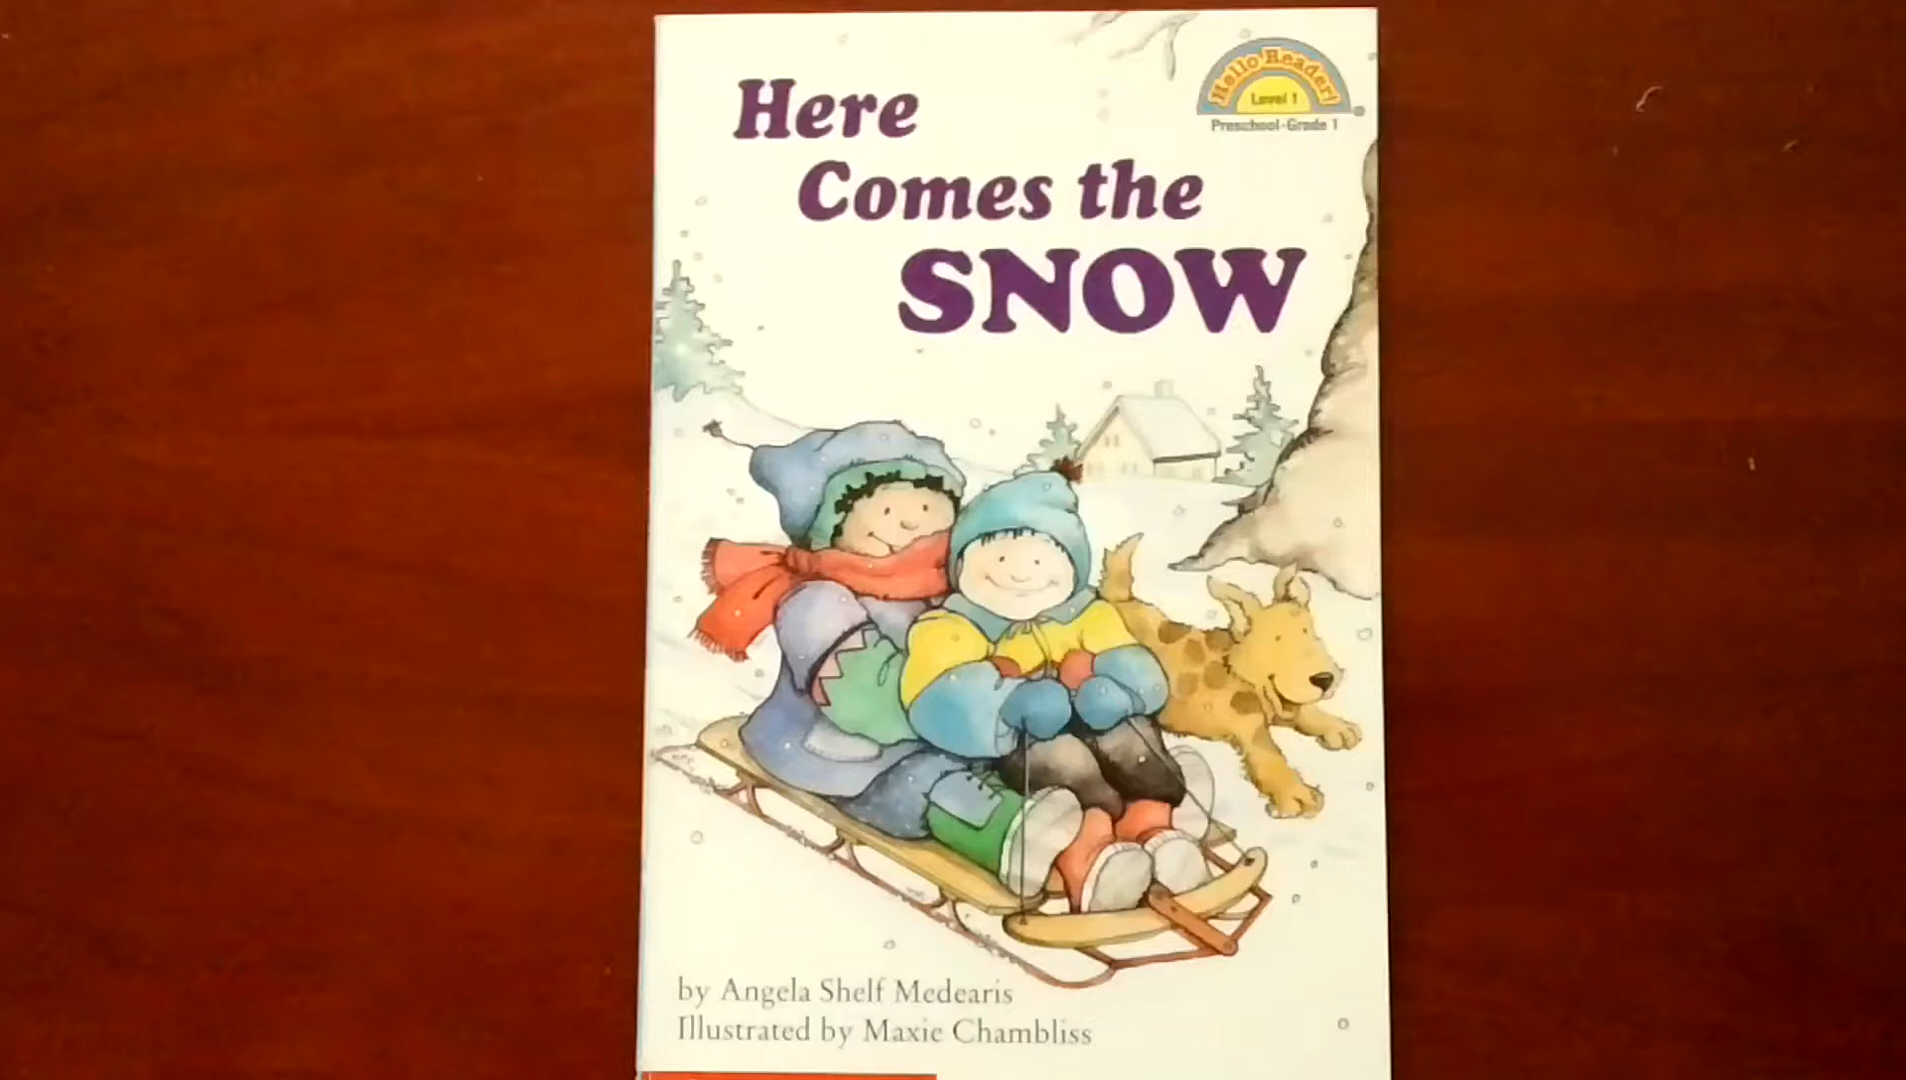 Hello Reader!
Level 1
Preschool-Grade 1
Here
Comes the
SNOW
by Angela Shelf Medearis
Illustrated by Maxie Chambliss